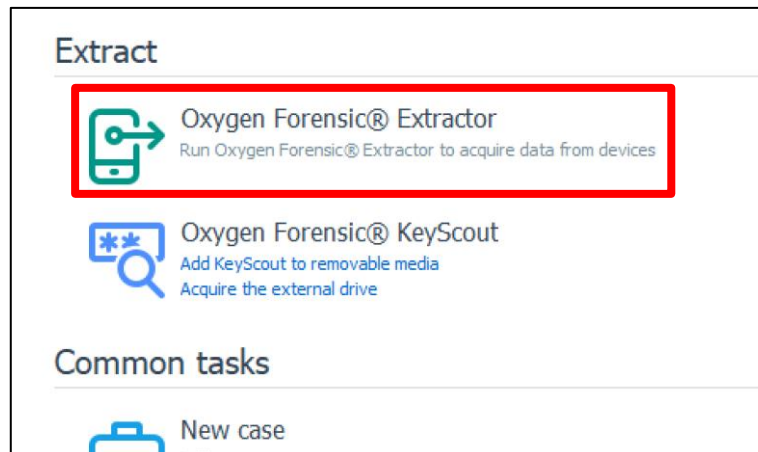 Extract
Oxygen Forensic® Extractor
Run Oxygen Forensic® Extractor to acquire data from devices
Oxygen Forensic® KeyScout
Add KeyScout to removable media
Acquire the external drive
Common tasks
New case